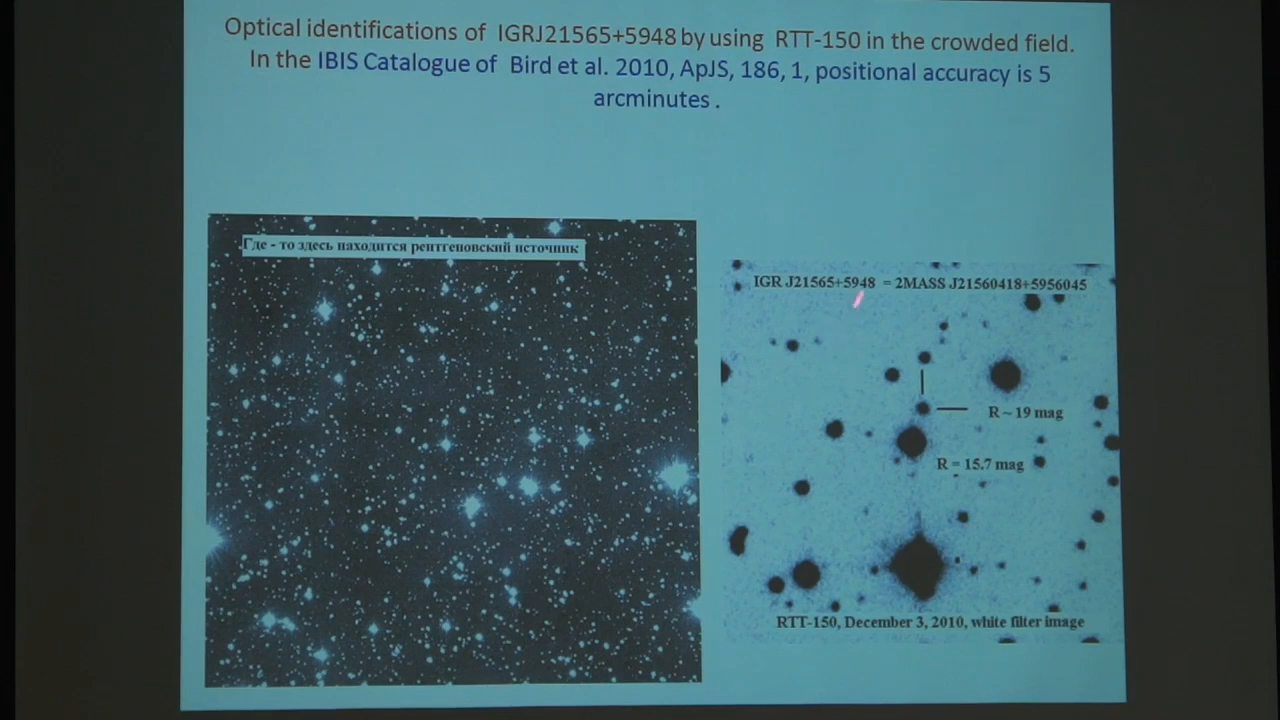 Optical identifications of IGRJ21565+5948 by using RTT-150 in the crowded field.
In the IBIS Catalogue of Bird et al. 2010, ApJS, 186, 1, positional accuracy is 5
arcminutes .
Где - то здесь находится рентгеновский источник
IGR J21565+5948 = 2MASS J21560418+5956045
R ~ 19 mag
R = 15.7 mag
RTT-150, December 3, 2010, white filter image